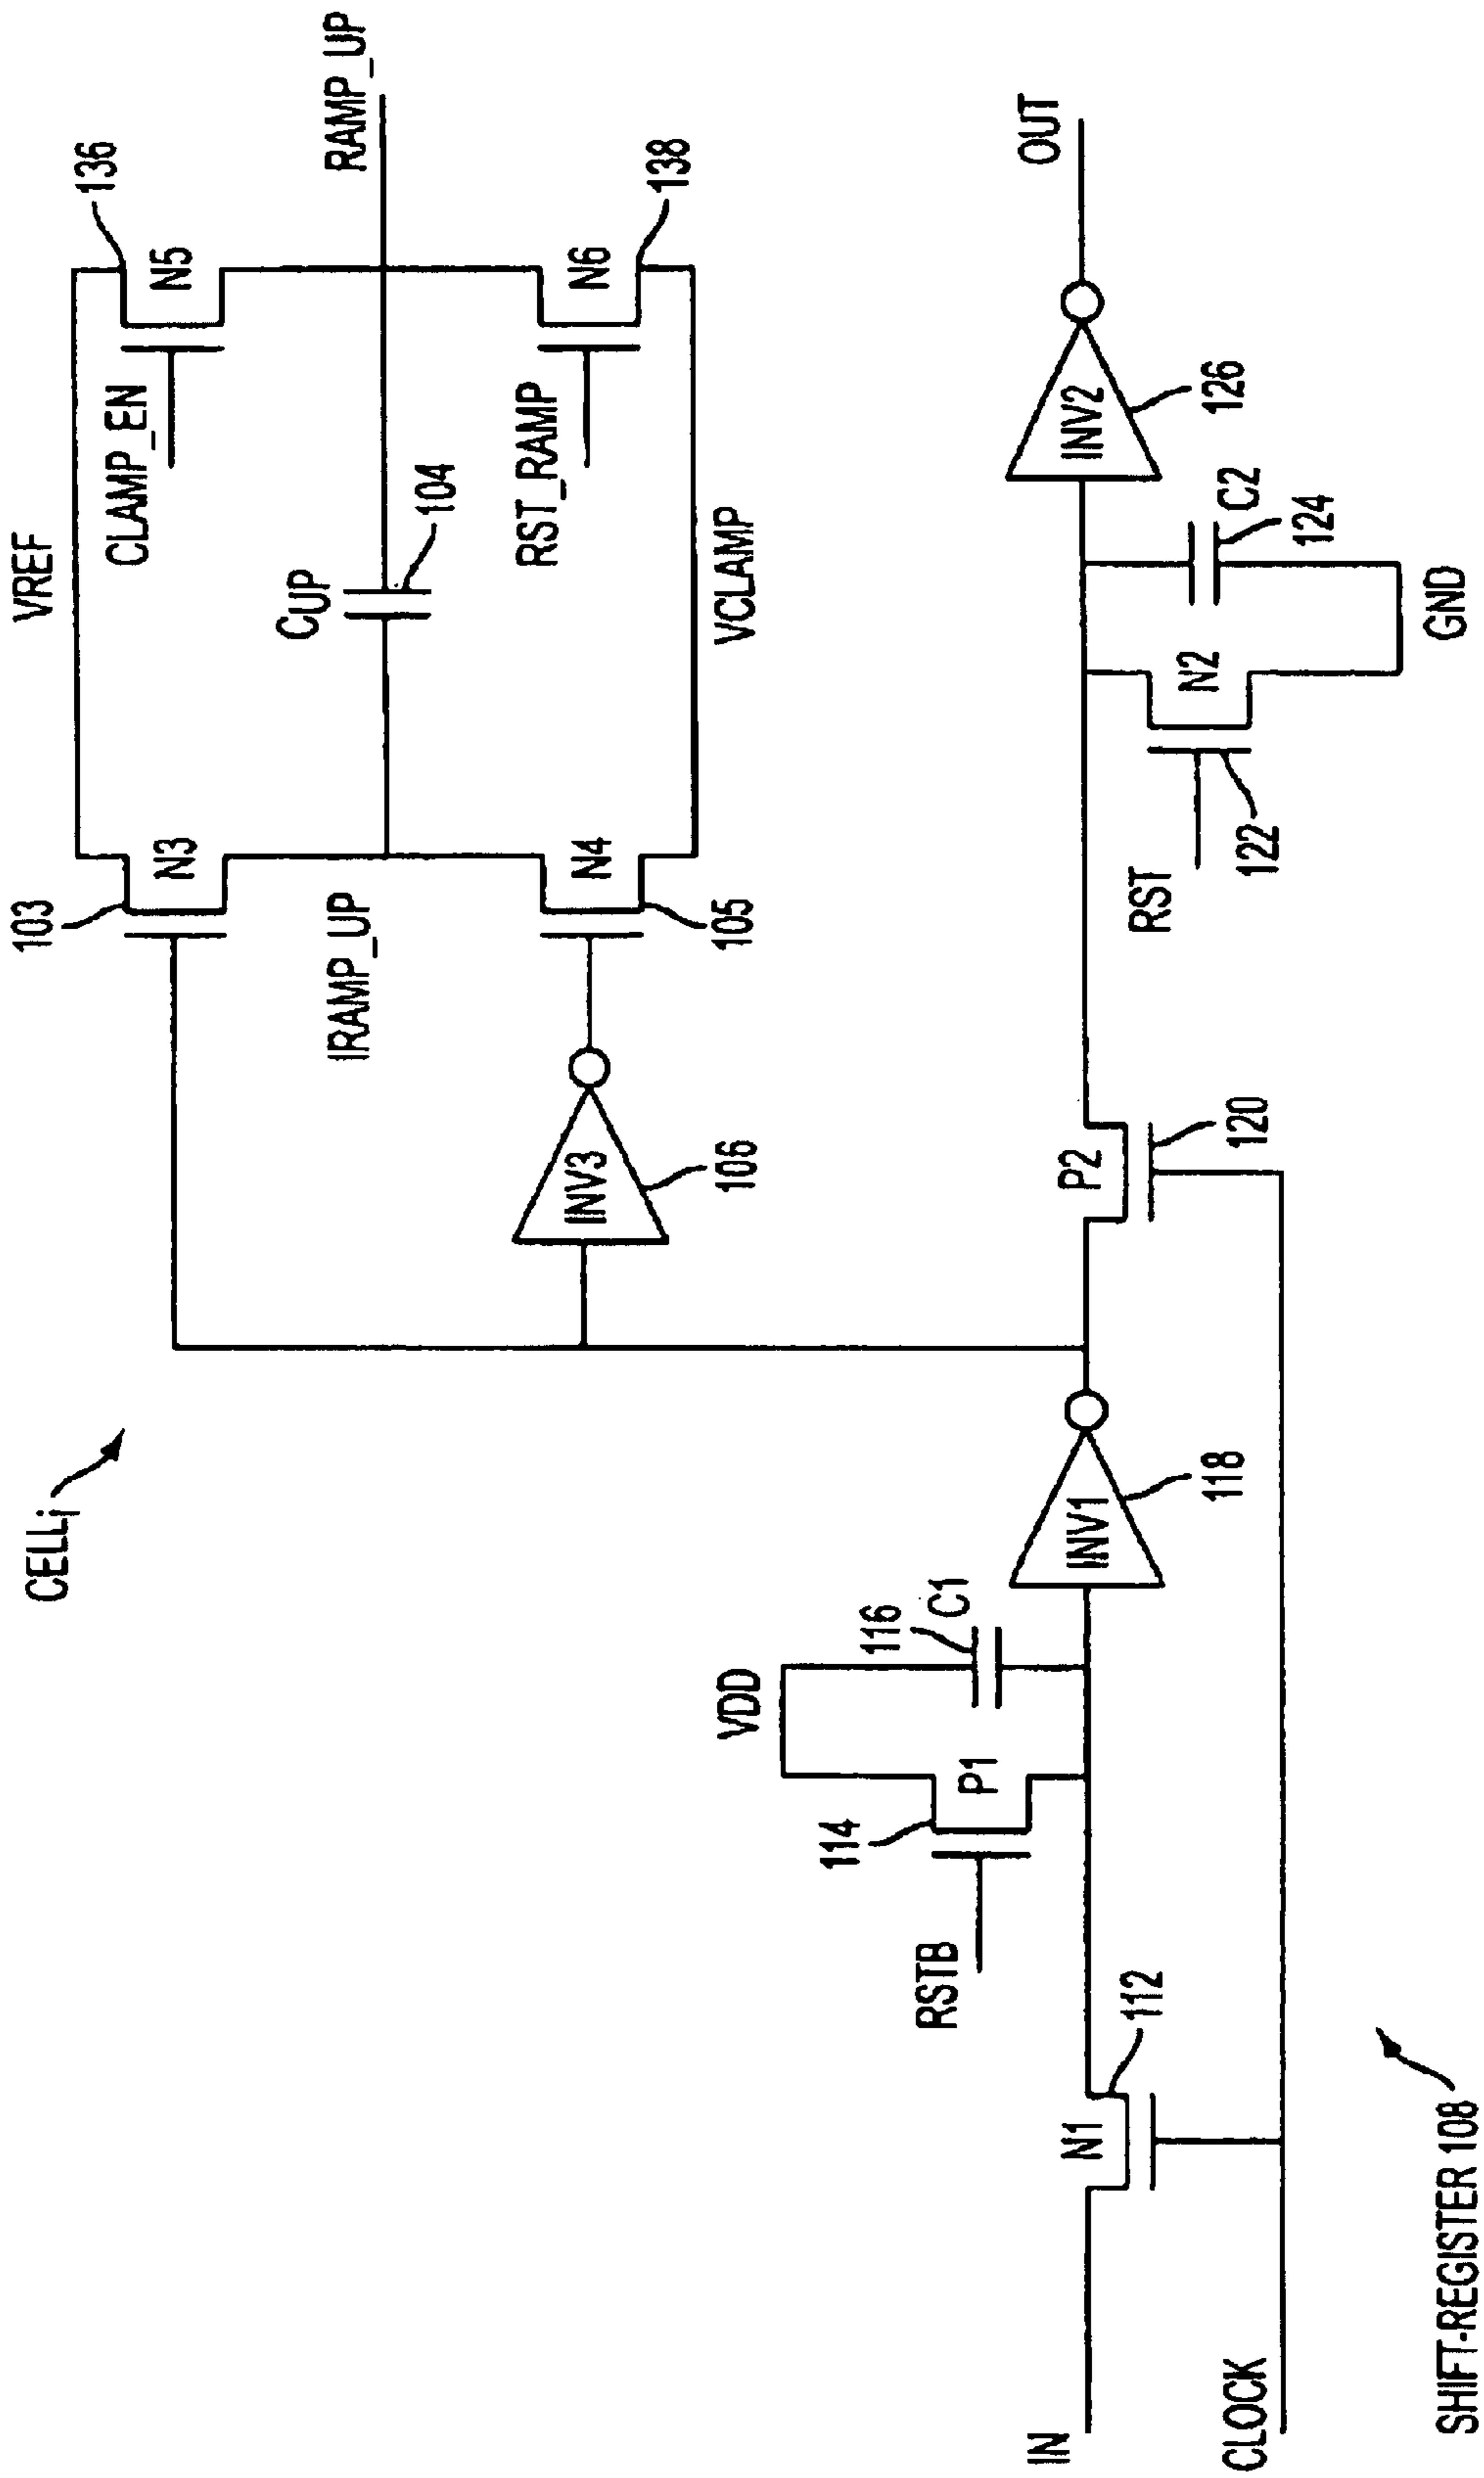 CELLi
VREF
103
N3
CLAMP_EN
N5
136
IRAMP_UP
CUP
104
RAMP_UP
INV3
106
N4
105
RST_RAMP
N6
138
VCLAMP
VDD
RSTB
114
P1
116
C1
IN
N1
112
INV1
118
P2
120
RST
122
N2
C2
124
GND
INV2
126
OUT
CLOCK
SHIFT-REGISTER 108